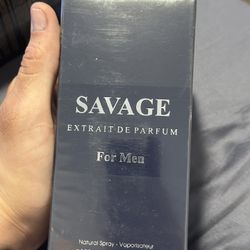 SAVAGE
EXTRAIT DE PARFUM
For Men
Natural Spray - Vaporisateur